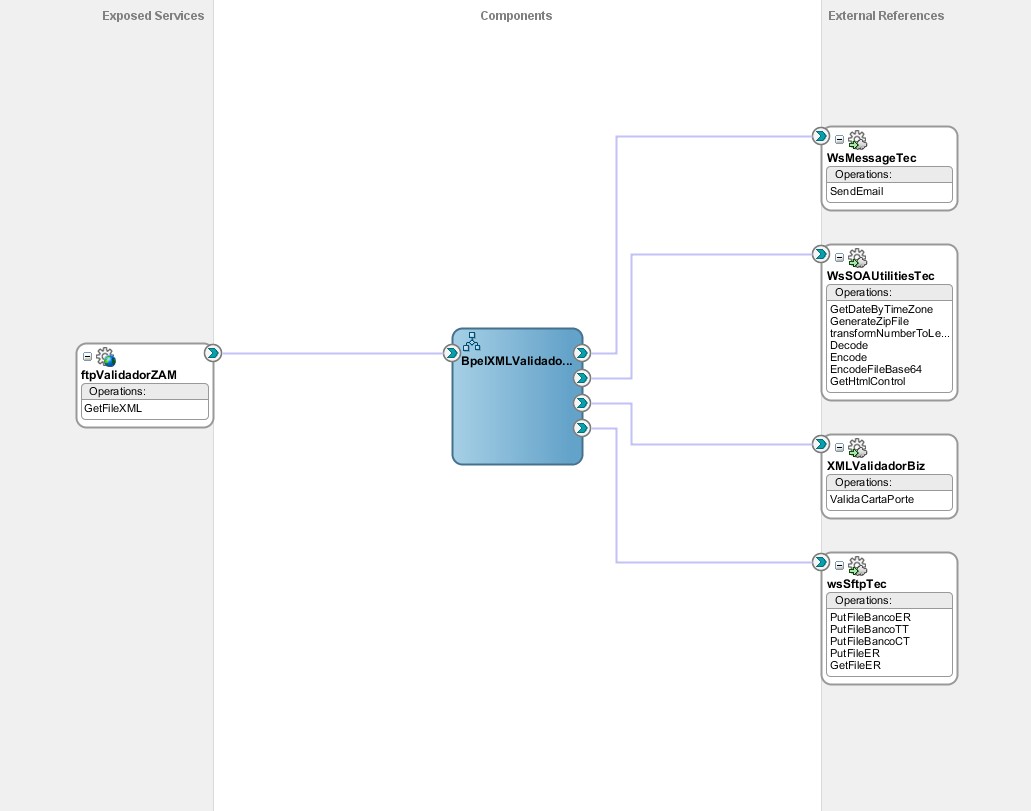 Exposed Services
Components
External References
ftpValidadorZAM
Operations:
GetFileXML
BpelXMLValidado...
WsMessageTec
Operations:
SendEmail
WsSOAUtilitiesTec
Operations:
GetDateByTimeZone
GenerateZipFile
transformNumberToLe...
Decode
Encode
EncodeFileBase64
GetHtmlControl
XMLValidadorBiz
Operations:
ValidaCartaPorte
wsSftpTec
Operations:
PutFileBancoER
PutFileBancoTT
PutFileBancoCT
PutFileER
GetFileER